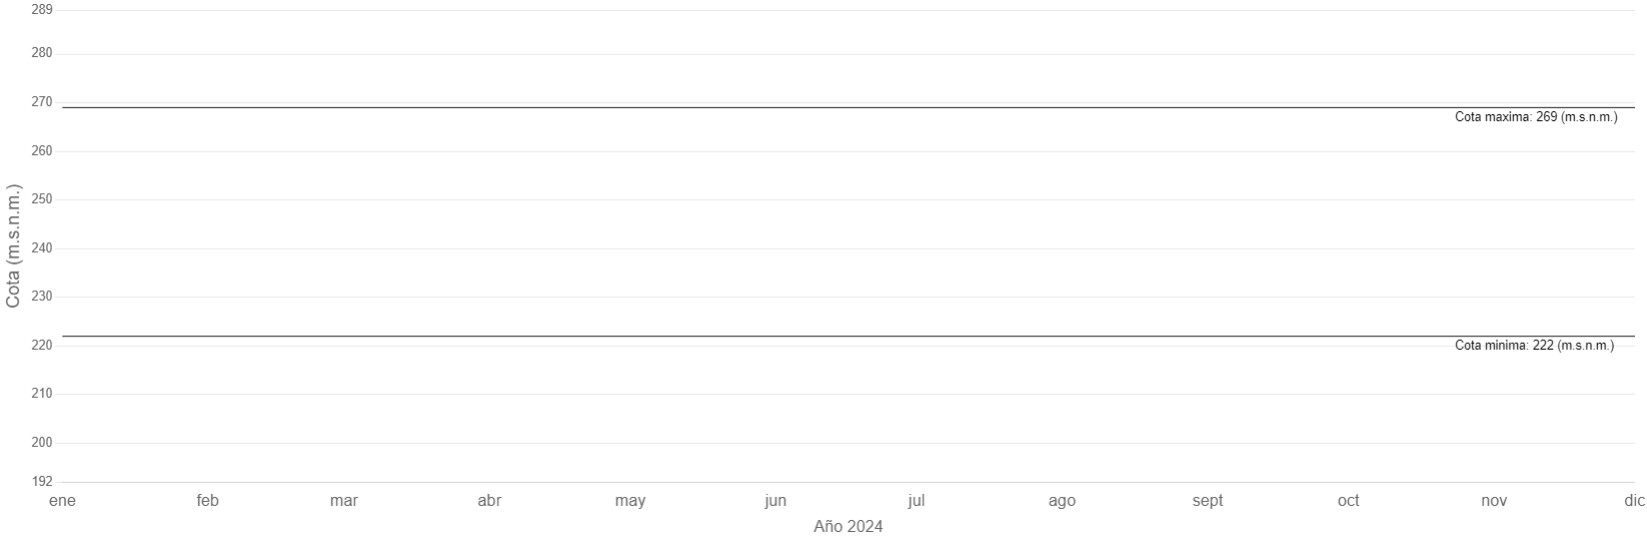 289
280
270
Cota maxima: 269 (m.s.n.m.)
260
250
240
230
220
Cota minima: 222 (m.s.n.m.)
210
200
192
Cota (m.s.n.m.)
ene feb mar abr may jun jul ago sept oct nov dic
Año 2024